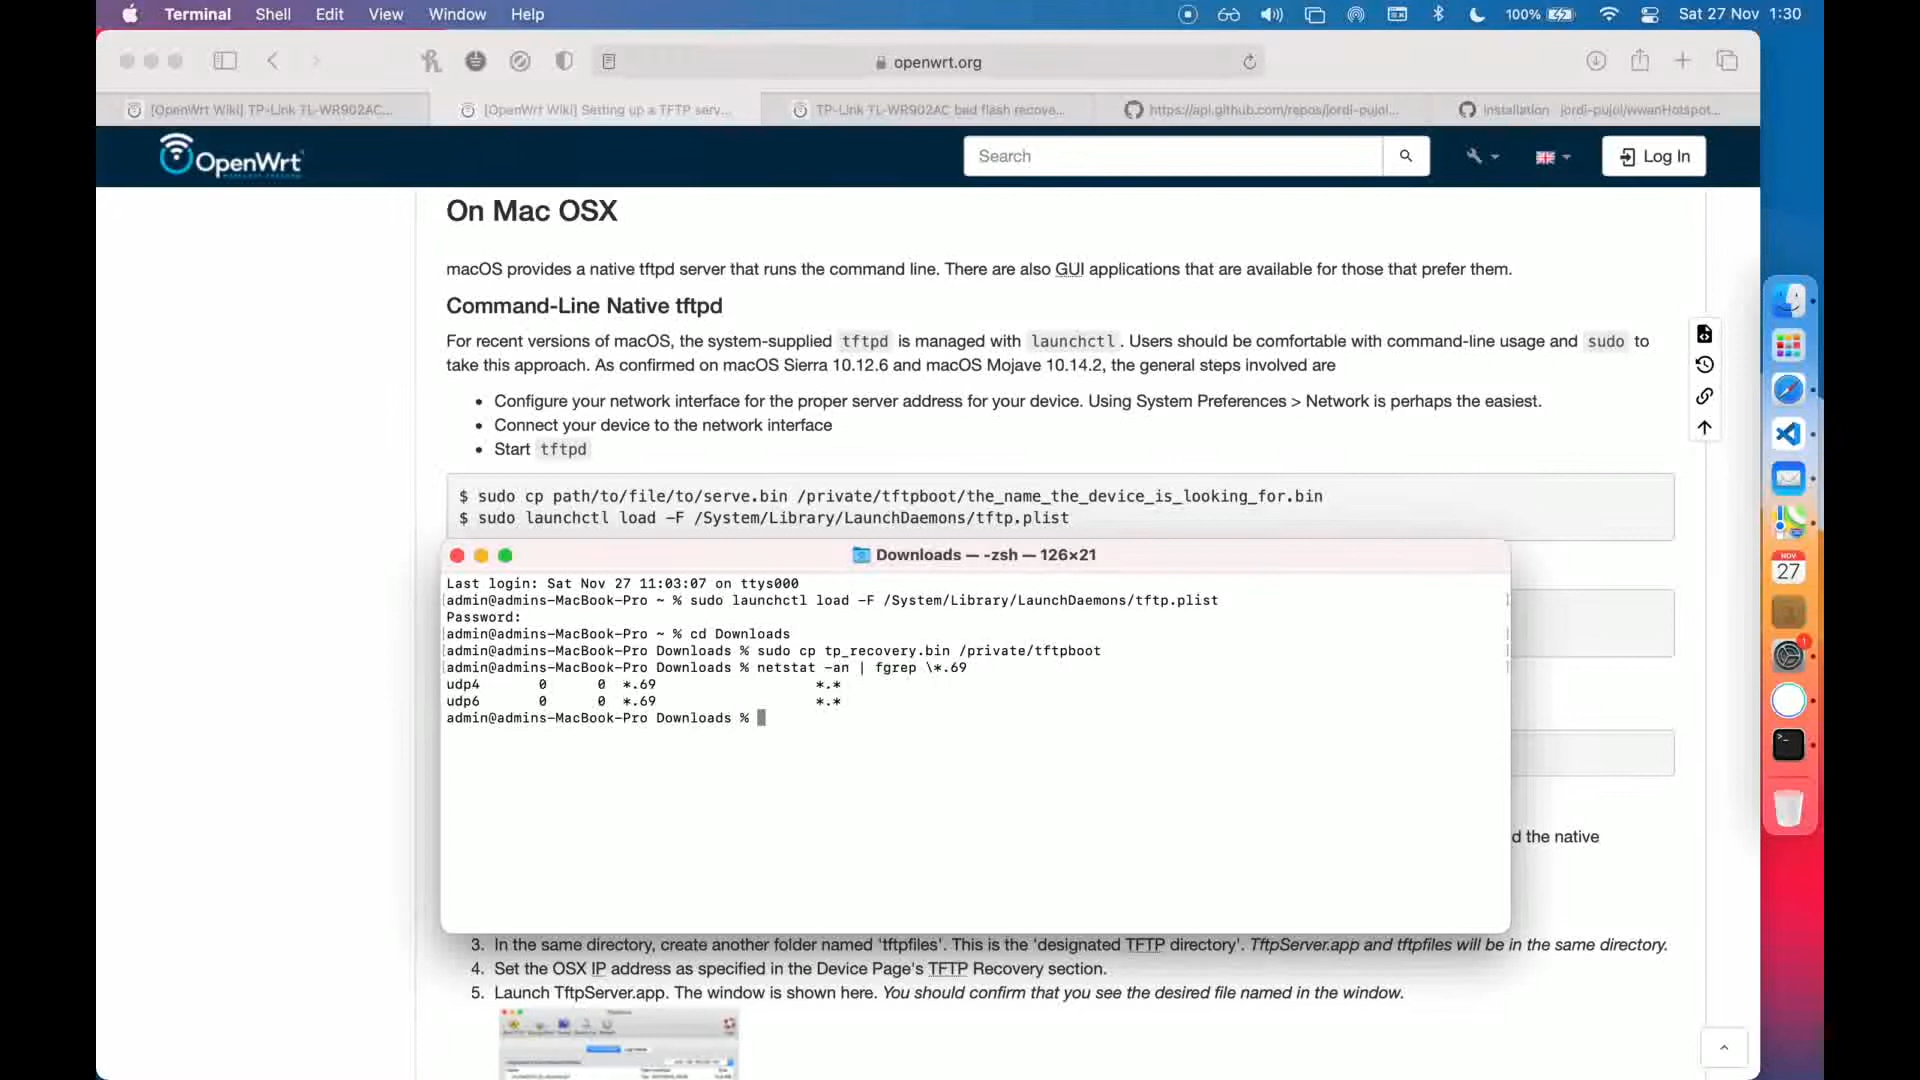 Terminal Shell Edit View Window Help 100% Sat 27 Nov 1:30
openwrt.org
[OpenWrt Wiki] TP-Link TL-WR902AC... [OpenWrt Wiki] Setting up a TFTP serv... TP-Link TL-WR902AC bad flash recove... https://api.github.com/repos/jordi-pujol... Installation · jordi-pujol/wwanHotspot...
OpenWrt Search Log In
On Mac OSX
macOS provides a native tftpd server that runs the command line. There are also GUI applications that are available for those that prefer them.
Command-Line Native tftpd
For recent versions of macOS, the system-supplied tftpd is managed with launchctl. Users should be comfortable with command-line usage and sudo to
take this approach. As confirmed on macOS Sierra 10.12.6 and macOS Mojave 10.14.2, the general steps involved are
• Configure your network interface for the proper server address for your device. Using System Preferences > Network is perhaps the easiest.
• Connect your device to the network interface
• Start tftpd
$ sudo cp path/to/file/to/serve.bin /private/tftpboot/the_name_the_device_is_looking_for.bin
$ sudo launchctl load -F /System/Library/LaunchDaemons/tftp.plist
Downloads — -zsh — 126×21
Last login: Sat Nov 27 11:03:07 on ttys000
admin@admins-MacBook-Pro ~ % sudo launchctl load -F /System/Library/LaunchDaemons/tftp.plist
Password:
admin@admins-MacBook-Pro ~ % cd Downloads
admin@admins-MacBook-Pro Downloads % sudo cp tp_recovery.bin /private/tftpboot
admin@admins-MacBook-Pro Downloads % netstat -an | fgrep \*.69
udp4 0 0 *.69 *.*
udp6 0 0 *.69 *.*
admin@admins-MacBook-Pro Downloads %
NOV
27
1
d the native
3. In the same directory, create another folder named 'tftpfiles'. This is the 'designated TFTP directory'. TftpServer.app and tftpfiles will be in the same directory.
4. Set the OSX IP address as specified in the Device Page's TFTP Recovery section.
5. Launch TftpServer.app. The window is shown here. You should confirm that you see the desired file named in the window.